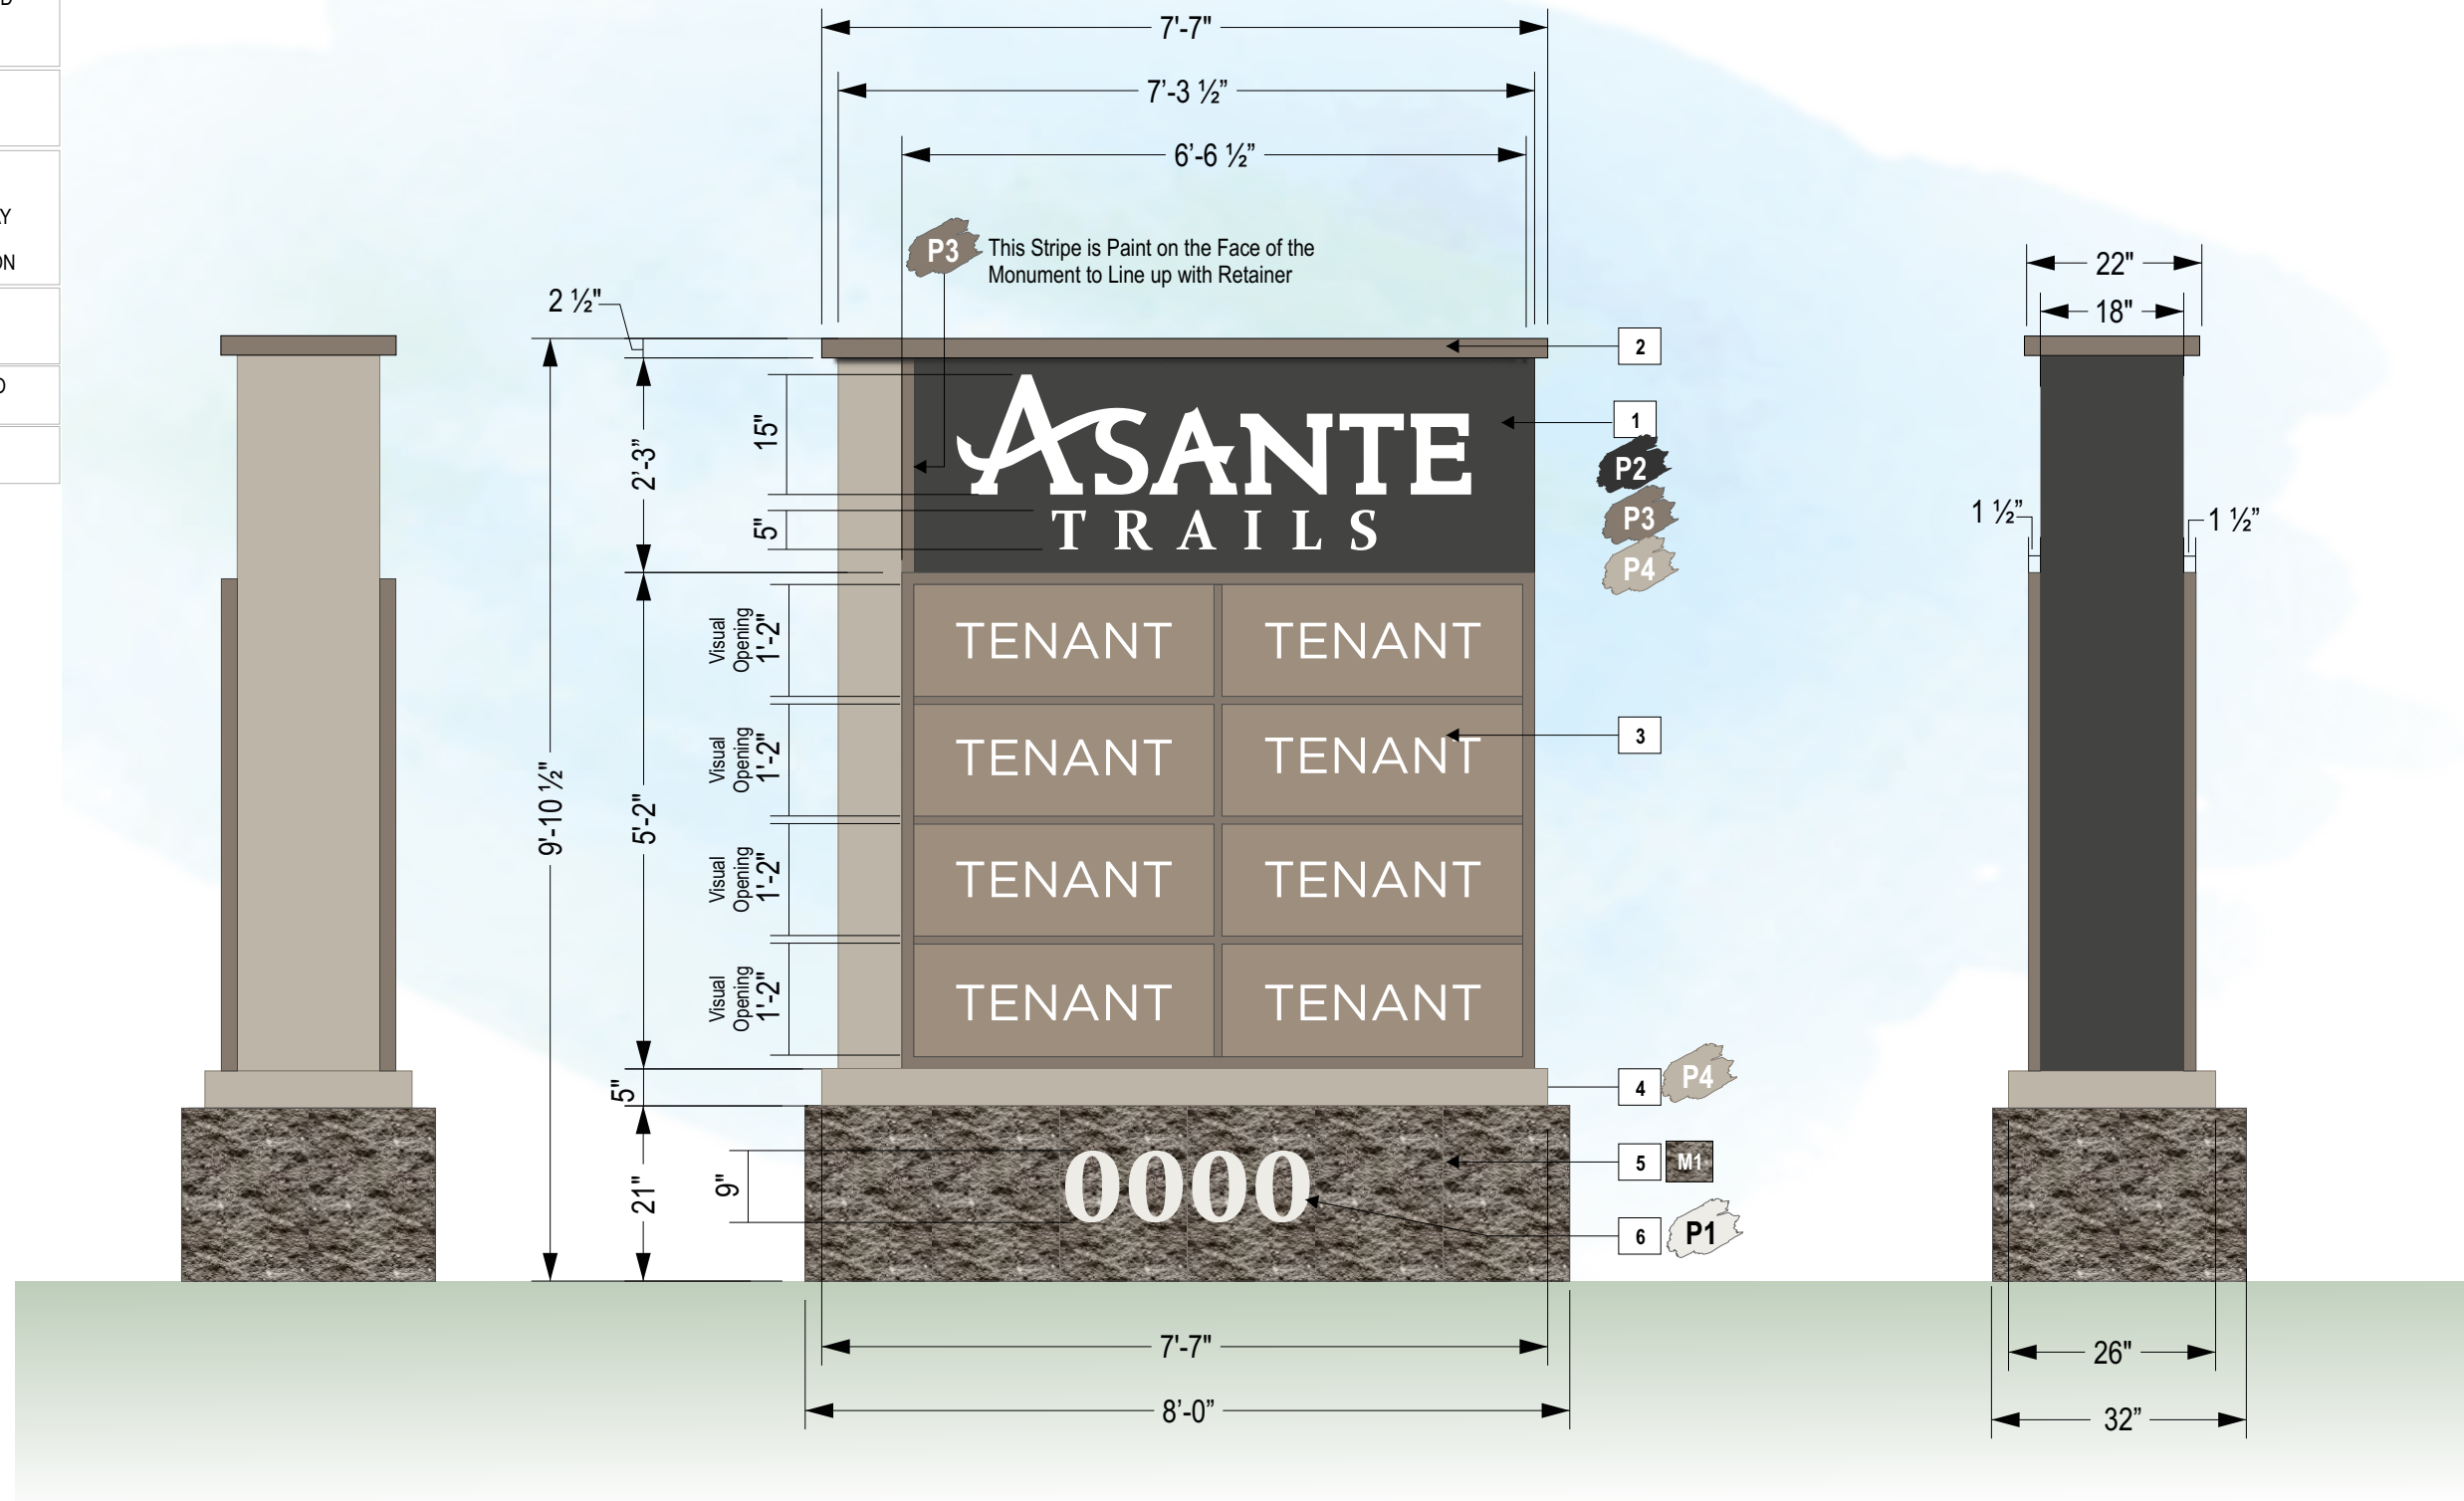 7'-7"
7’-3 ½”
6’-6 ½”
P3
This Stripe is Paint on the Face of the
Monument to Line up with Retainer
AY
ON
22"
18"
2 ½"
2
1
P2
P3
P4
15"
2’-3”
5"
ASANTE
TRAILS
1 ½”
1 ½”
Visual
Opening
1'-2"
TENANT TENANT
Visual
Opening
1'-2"
TENANT TENANT
3
9'-10 ½"
5'-2"
Visual
Opening
1'-2"
TENANT TENANT
Visual
Opening
1'-2"
TENANT TENANT
5"
4
P4
21"
9"
0000
5
M1
6
P1
7'-7"
8’-0”
26"
32”